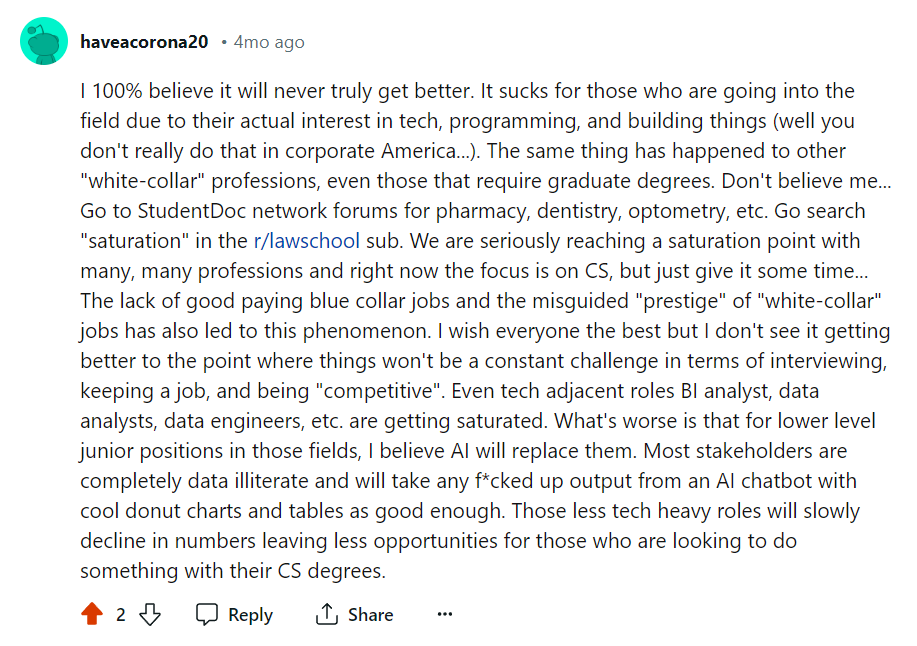 haveacorona20 • 4mo ago
I 100% believe it will never truly get better. It sucks for those who are going into the
field due to their actual interest in tech, programming, and building things (well you
don't really do that in corporate America...). The same thing has happened to other
"white-collar" professions, even those that require graduate degrees. Don't believe me...
Go to StudentDoc network forums for pharmacy, dentistry, optometry, etc. Go search
"saturation" in the r/lawschool sub. We are seriously reaching a saturation point with
many, many professions and right now the focus is on CS, but just give it some time...
The lack of good paying blue collar jobs and the misguided "prestige" of "white-collar"
jobs has also led to this phenomenon. I wish everyone the best but I don't see it getting
better to the point where things won't be a constant challenge in terms of interviewing,
keeping a job, and being "competitive". Even tech adjacent roles BI analyst, data
analysts, data engineers, etc. are getting saturated. What's worse is that for lower level
junior positions in those fields, I believe AI will replace them. Most stakeholders are
completely data illiterate and will take any f*cked up output from an AI chatbot with
cool donut charts and tables as good enough. Those less tech heavy roles will slowly
decline in numbers leaving less opportunities for those who are looking to do
something with their CS degrees.
2 Reply Share ...